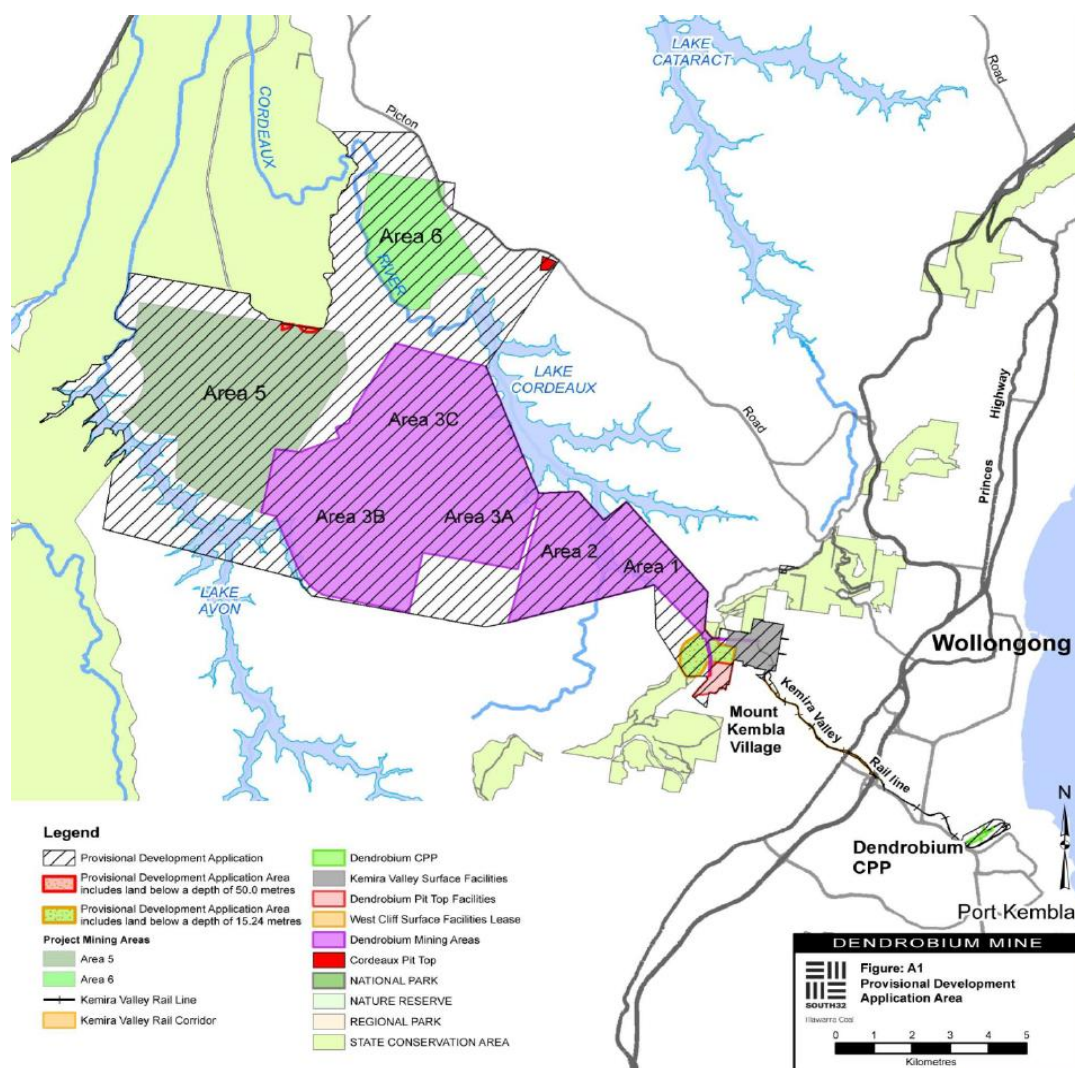 LAKE
CATARACT
Road
Picton
CORDEAUX
Area 6
RIVER
LAKE
CORDEAUX
Area 5
Area 3C
Road
Highway
Princes
Area 3B
Area 3A
Area 2
Area 1
LAKE
AVON
Wollongong
Mount
Kembla
Village
Kemira Valley
Rail line
N
Dendrobium
CPP
Port Kembla
Legend
Provisional Development Application
Provisional Development Application Area
includes land below a depth of 50.0 metres
Provisional Development Application Area
includes land below a depth of 15.24 metres
Project Mining Areas
Area 5
Area 6
Kemira Valley Rail Line
Kemira Valley Rail Corridor
Dendrobium CPP
Kemira Valley Surface Facilities
Dendrobium Pit Top Facilities
West Cliff Surface Facilities Lease
Dendrobium Mining Areas
Cordeaux Pit Top
NATIONAL PARK
NATURE RESERVE
REGIONAL PARK
STATE CONSERVATION AREA
DENDROBIUM MINE
SOUTH32
Illawarra Coal
Figure: A1
Provisional Development
Application Area
0 1 2 3 4 5
Kilometres